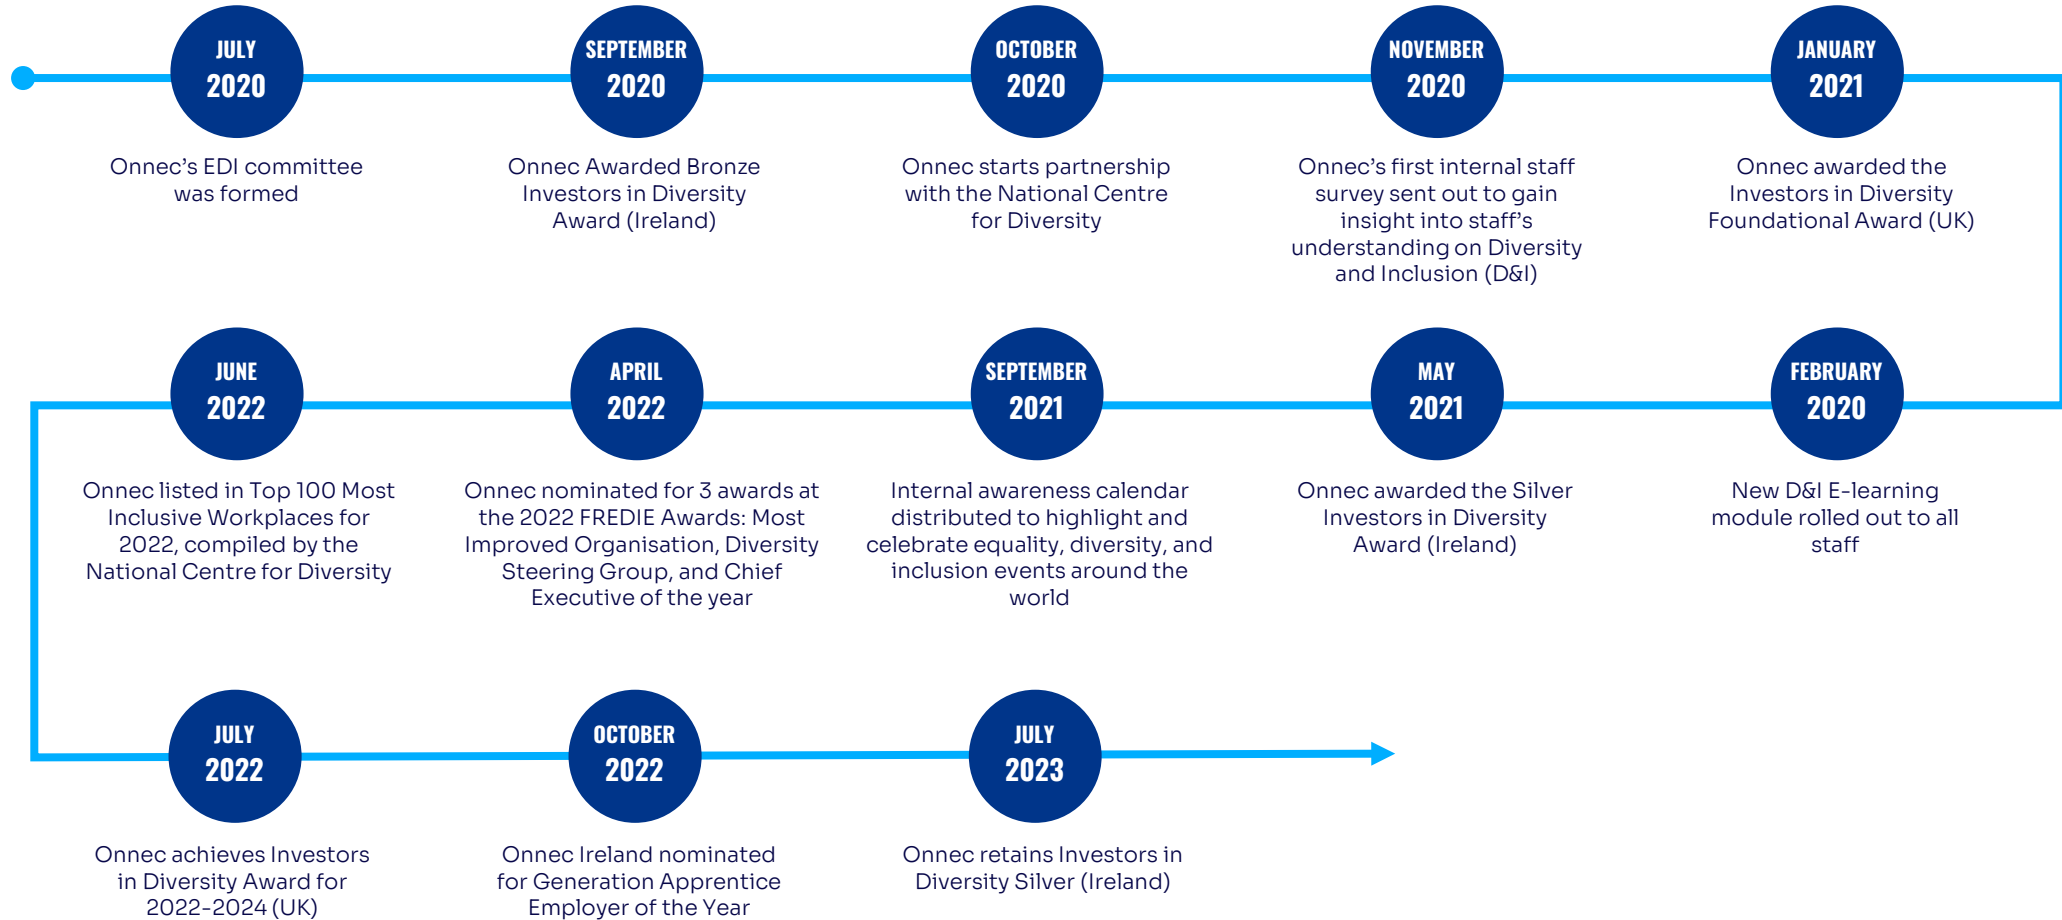 JULY
2020
Onnec’s EDI committee
was formed
SEPTEMBER
2020
Onnec Awarded Bronze
Investors in Diversity
Award (Ireland)
OCTOBER
2020
Onnec starts partnership
with the National Centre
for Diversity
NOVEMBER
2020
Onnec’s first internal staff
survey sent out to gain
insight into staff’s
understanding on Diversity
and Inclusion (D&I)
JANUARY
2021
Onnec awarded the
Investors in Diversity
Foundational Award (UK)
FEBRUARY
2020
New D&I E-learning
module rolled out to all
staff
MAY
2021
Onnec awarded the Silver
Investors in Diversity
Award (Ireland)
SEPTEMBER
2021
Internal awareness calendar
distributed to highlight and
celebrate equality, diversity, and
inclusion events around the
world
APRIL
2022
Onnec nominated for 3 awards at
the 2022 FREDIE Awards: Most
Improved Organisation, Diversity
Steering Group, and Chief
Executive of the year
JUNE
2022
Onnec listed in Top 100 Most
Inclusive Workplaces for
2022, compiled by the
National Centre for Diversity
JULY
2022
Onnec achieves Investors
in Diversity Award for
2022-2024 (UK)
OCTOBER
2022
Onnec Ireland nominated
for Generation Apprentice
Employer of the Year
JULY
2023
Onnec retains Investors in
Diversity Silver (Ireland)